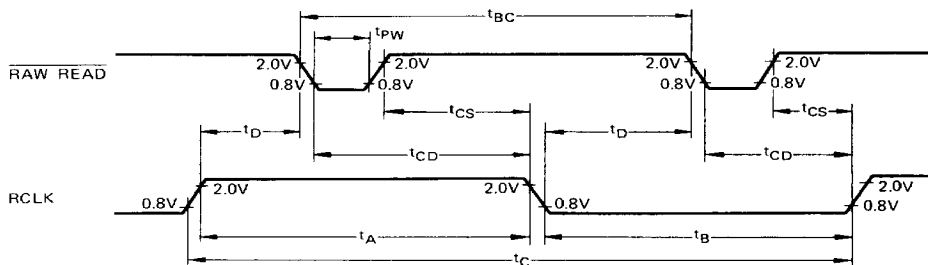 tBC
tPW
RAW READ
2.0V 2.0V 2.0V 2.0V
0.8V 0.8V 0.8V 0.8V
tCS tCS
tD tD
tCD tCD
RCLK
2.0V 2.0V 2.0V
0.8V 0.8V 0.8V
tA tB
tC